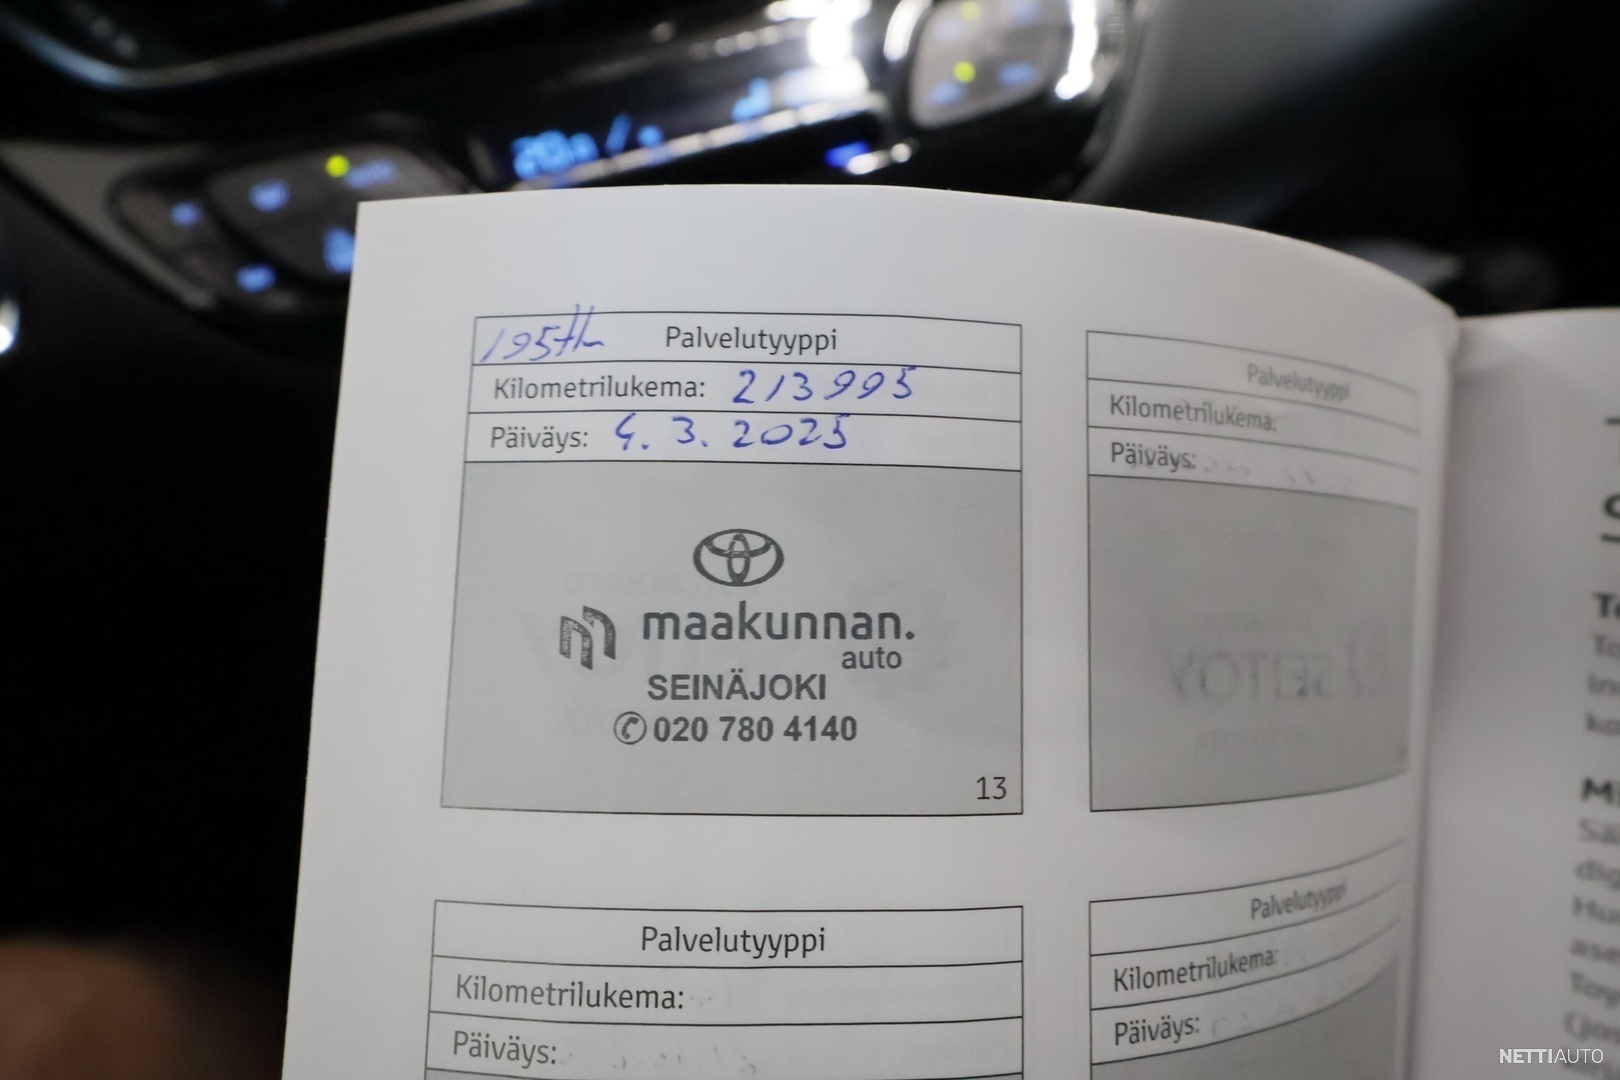 195th Palvelutyyppi
Kilometrilukema: 213995
Päiväys: 4. 3. 2025
maakunnan.
auto
SEINÄJOKI
020 780 4140
13
Palvelutyyppi
Kilometrilukema:
Päiväys:
Palvelutyyppi
Kilometrilukema:
Päiväys:
Palvelutyyppi
Kilometrilukema:
Päiväys:
NETTIAUTO